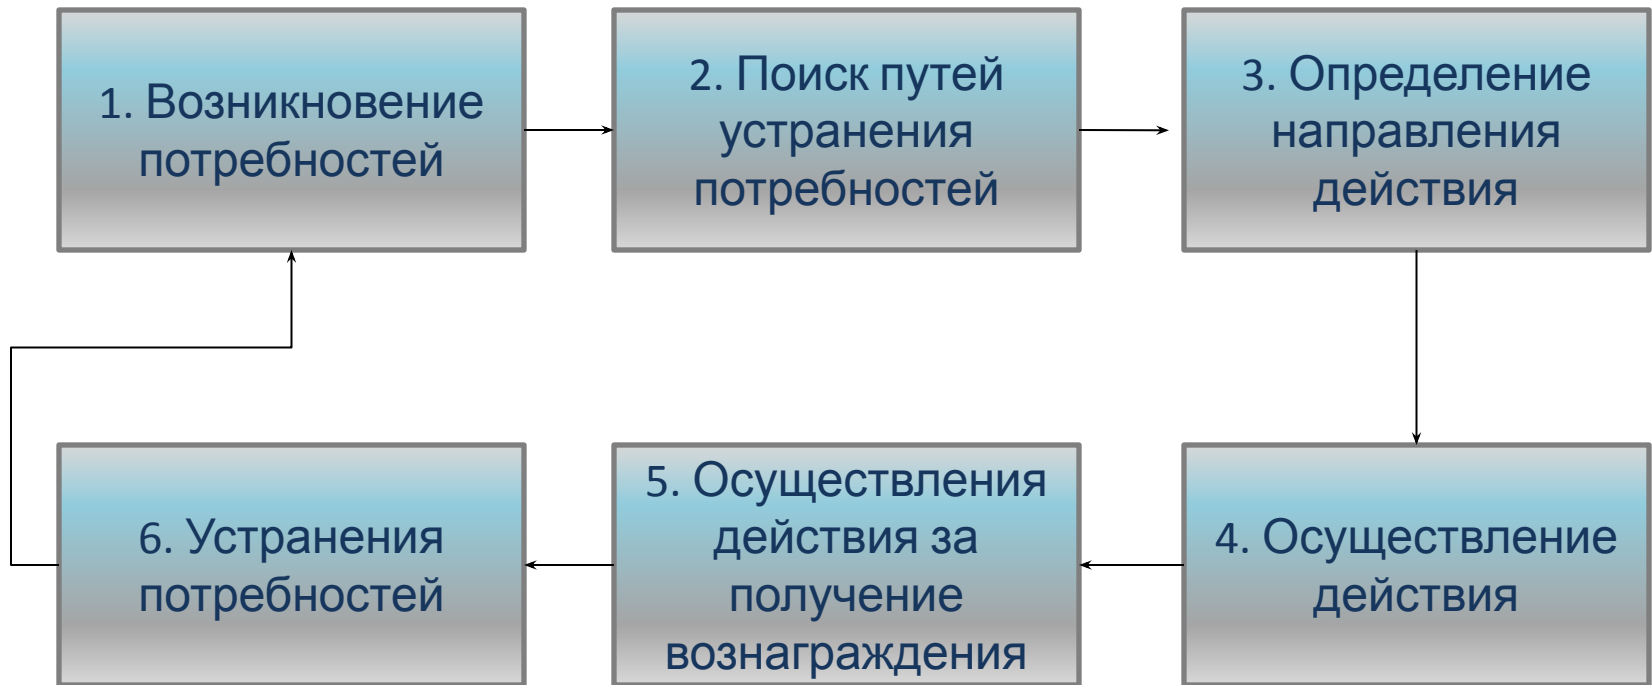 1. Возникновение
потребностей
2. Поиск путей
устранения
потребностей
3. Определение
направления
действия
4. Осуществление
действия
5. Осуществления
действия за
получение
вознаграждения
6. Устранения
потребностей